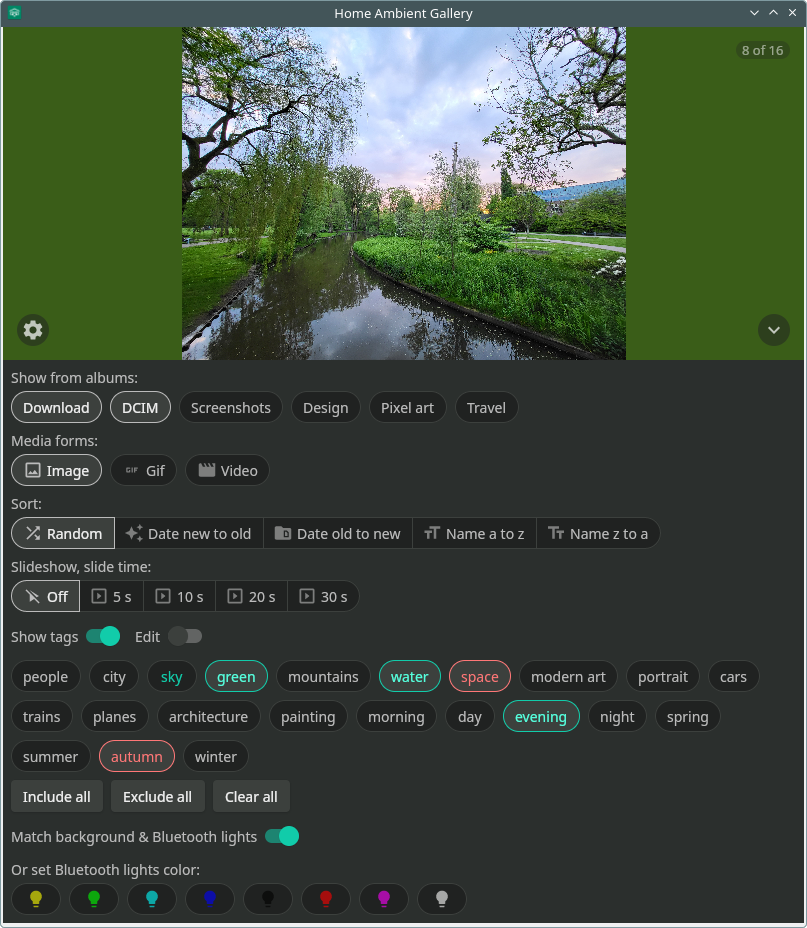 Home Ambient Gallery
8 of 16
Show from albums:
Download DCIM Screenshots Design Pixel art Travel
Media forms:
Image GIF Gif Video
Sort:
Random Date new to old Date old to new Name a to z Name z to a
Slideshow, slide time:
Off 5 s 10 s 20 s 30 s
Show tags Edit
people city sky green mountains water space modern art portrait cars
trains planes architecture painting morning day evening night spring
summer autumn winter
Include all Exclude all Clear all
Match background & Bluetooth lights
Or set Bluetooth lights color: